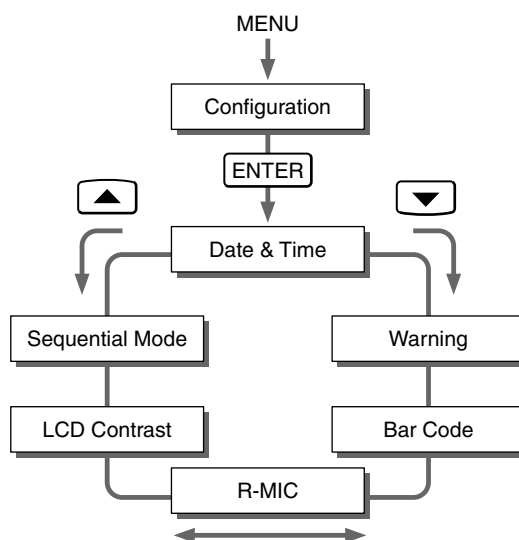 MENU
Configuration
ENTER
Date & Time
Sequential Mode
Warning
LCD Contrast
Bar Code
R-MIC